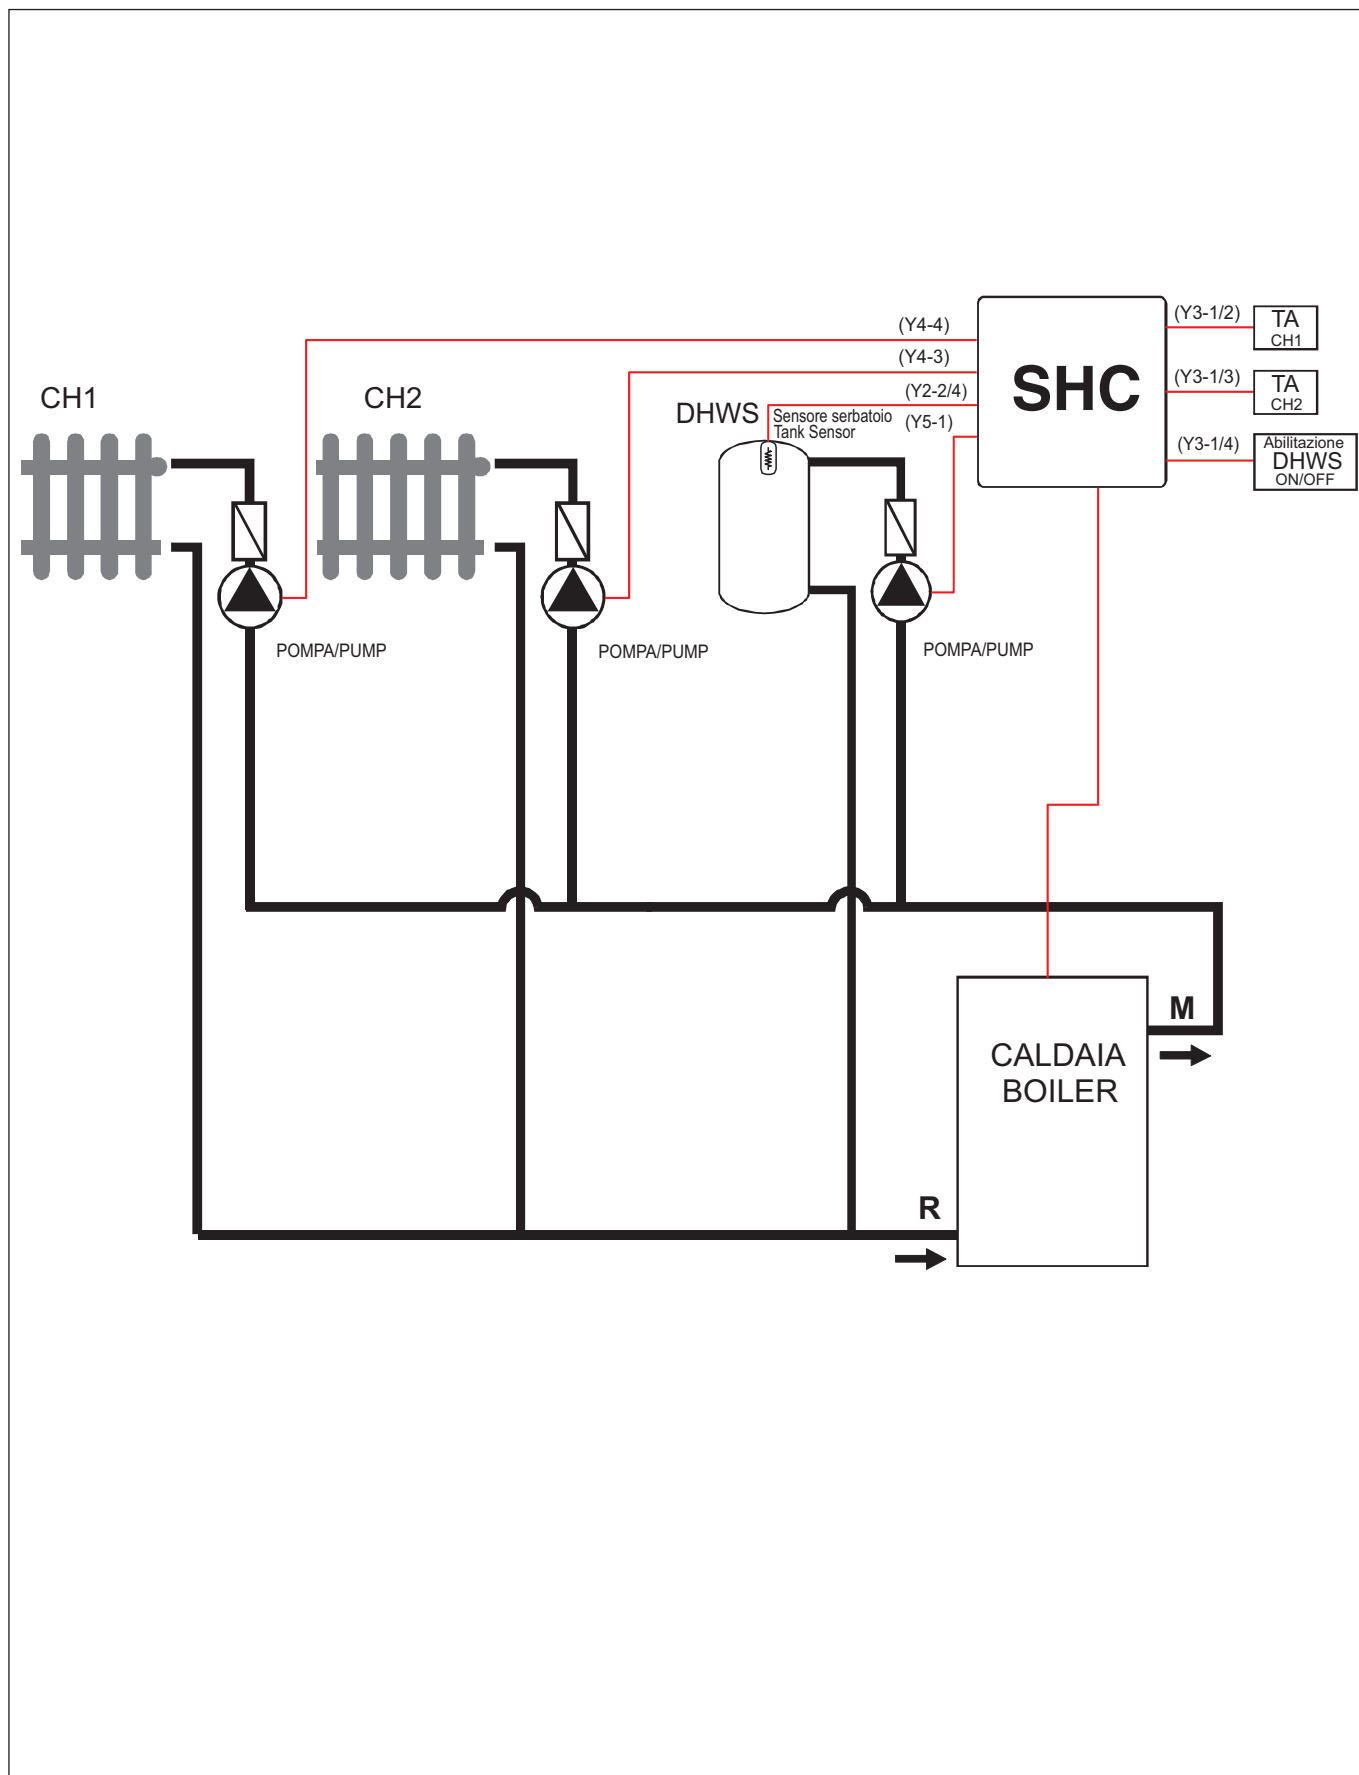 (Y4-4)
(Y4-3)
(Y2-2/4)
(Y5-1)
SHC
(Y3-1/2)
(Y3-1/3)
(Y3-1/4)
TA
CH1
TA
CH2
Abilitazione
DHWS
ON/OFF
CH1
CH2
DHWS
Sensore serbatoio
Tank Sensor
POMPA/PUMP
POMPA/PUMP
POMPA/PUMP
M
CALDAIA
BOILER
R